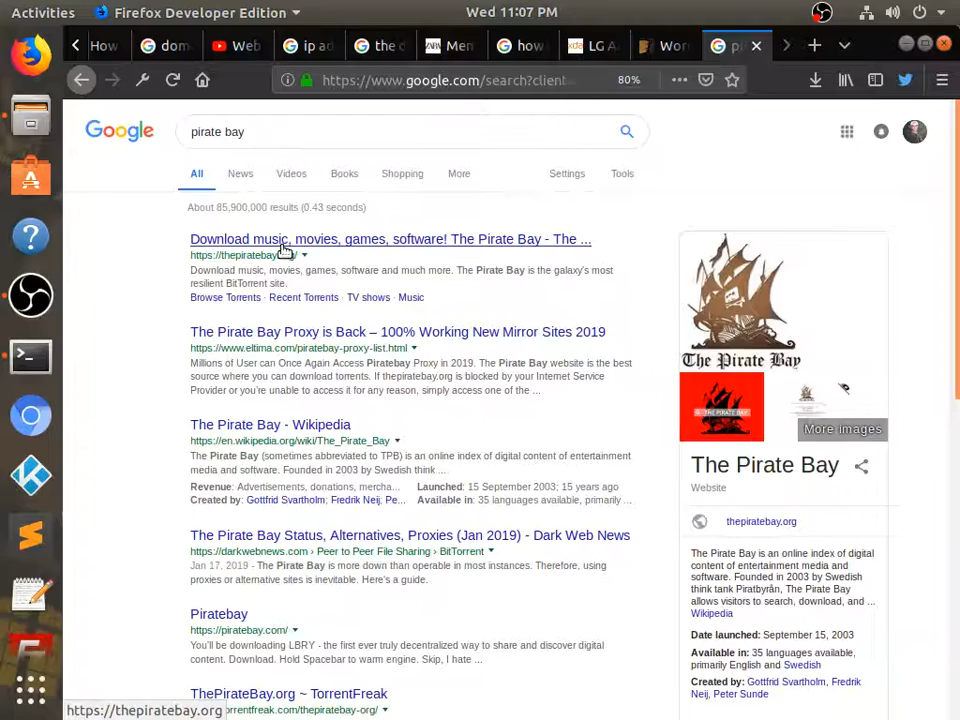 Activities Firefox Developer Edition Wed 11:07 PM
How dom Web ip ad the d Men how xda LG A Wor pi
https://www.google.com/search?client 80%
Google pirate bay
All News Videos Books Shopping More Settings Tools
About 85,900,000 results (0.43 seconds)
Download music, movies, games, software! The Pirate Bay - The ...
https://thepiratebay
Download music, movies, games, software and much more. The Pirate Bay is the galaxy's most
resilient BitTorrent site.
Browse Torrents · Recent Torrents · TV shows · Music
The Pirate Bay Proxy is Back – 100% Working New Mirror Sites 2019
https://www.eltima.com/piratebay-proxy-list.html
Millions of User can Once Again Access Piratebay Proxy in 2019. The Pirate Bay website is the best
source where you can download torrents. If thepiratebay.org is blocked by your Internet Service
Provider or you're unable to access it for any reason, simply access one of the ...
The Pirate Bay - Wikipedia
https://en.wikipedia.org/wiki/The_Pirate_Bay
The Pirate Bay (sometimes abbreviated to TPB) is an online index of digital content of entertainment
media and software. Founded in 2003 by Swedish think ...
Revenue: Advertisements, donations, mercha... Launched: 15 September 2003; 15 years ago
Created by: Gottfrid Svartholm; Fredrik Neij; Pe... Available in: 35 languages available, primarily ...
The Pirate Bay Status, Alternatives, Proxies (Jan 2019) - Dark Web News
https://darkwebnews.com › Peer to Peer File Sharing › BitTorrent
Jan 17, 2019 - The Pirate Bay is more down than operable in most instances. Therefore, using
proxies or alternative sites is inevitable. Here's a guide.
Piratebay
https://piratebay.com/
You'll be downloading LBRY - the first ever truly decentralized way to share and discover digital
content. Download. Hold Spacebar to warm engine. Skip, I hate ...
ThePirateBay.org ~ TorrentFreak
orrentfreak.com/thepiratebay-org/
https://thepiratebay.org
The Pirate Bay
THE PIRATE BAY
More images
The Pirate Bay
Website
thepiratebay.org
The Pirate Bay is an online index of digital
content of entertainment media and
software. Founded in 2003 by Swedish
think tank Piratbyrån, The Pirate Bay
allows visitors to search, download, and ...
Wikipedia
Date launched: September 15, 2003
Available in: 35 languages available,
primarily English and Swedish
Created by: Gottfrid Svartholm, Fredrik
Neij, Peter Sunde